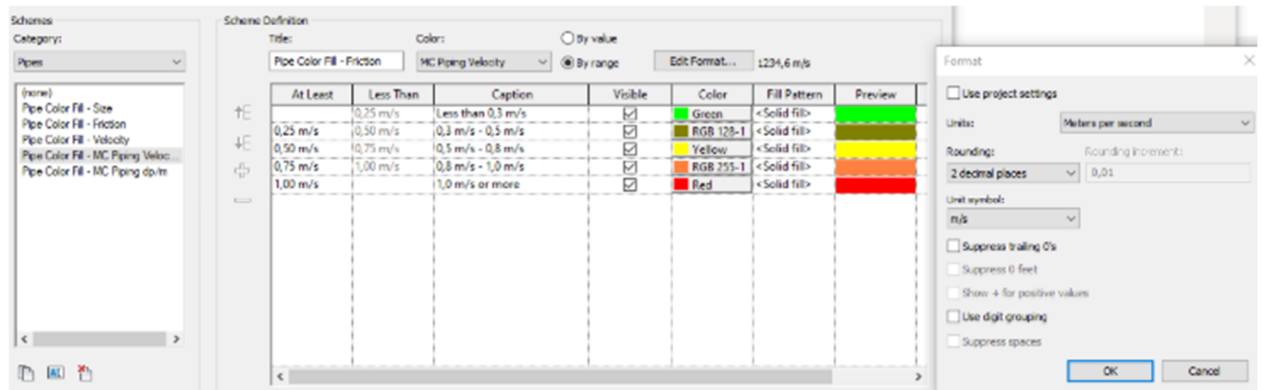 Schemes
Category:
Pipes
(none)
Pipe Color Fill - Size
Pipe Color Fill - Friction
Pipe Color Fill - Velocity
Pipe Color Fill - MC Piping Veloc...
Pipe Color Fill - MC Piping dp/m
Scheme Definition
Title:
Color:
By value
Pipe Color Fill - Friction
MC Piping Velocity
By range
Edit Format...
1234,6 m/s
At Least Less Than Caption Visible Color Fill Pattern Preview
0,25 m/s Less than 0,3 m/s Green <Solid fill>
0,25 m/s 0,50 m/s 0,3 m/s - 0,5 m/s RGB 128-1 <Solid fill>
0,50 m/s 0,75 m/s 0,5 m/s - 0,8 m/s Yellow <Solid fill>
0,75 m/s 1,00 m/s 0,8 m/s - 1,0 m/s RGB 255-1 <Solid fill>
1,00 m/s 1,0 m/s or more Red <Solid fill>
Format
Use project settings
Units: Meters per second
Rounding: Rounding increment:
2 decimal places 0,01
Unit symbol:
m/s
Suppress trailing 0's
Suppress 0 feet
Show + for positive values
Use digit grouping
Suppress spaces
OK Cancel